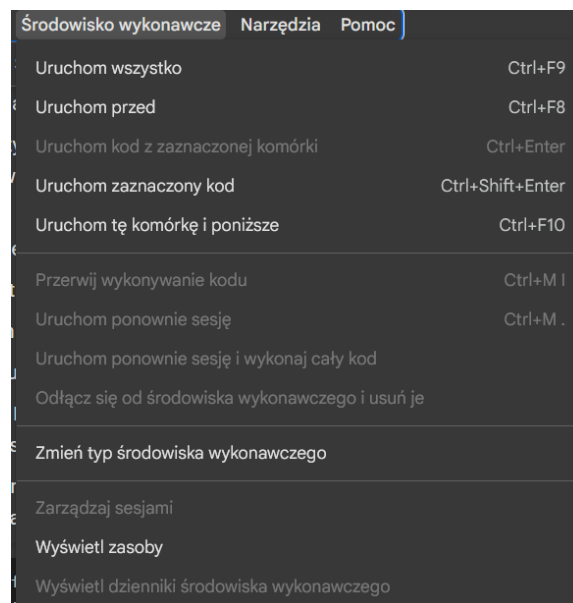 Środowisko wykonawcze Narzędzia Pomoc
Uruchom wszystko Ctrl+F9
Uruchom przed Ctrl+F8
Uruchom kod z zaznaczonej komórki Ctrl+Enter
Uruchom zaznaczony kod Ctrl+Shift+Enter
Uruchom tę komórkę i poniższe Ctrl+F10
Przerwij wykonywanie kodu Ctrl+M I
Uruchom ponownie sesję Ctrl+M .
Uruchom ponownie sesję i wykonaj cały kod
Odłącz się od środowiska wykonawczego i usuń je
Zmień typ środowiska wykonawczego
Zarządzaj sesjami
Wyświetl zasoby
Wyświetl dzienniki środowiska wykonawczego